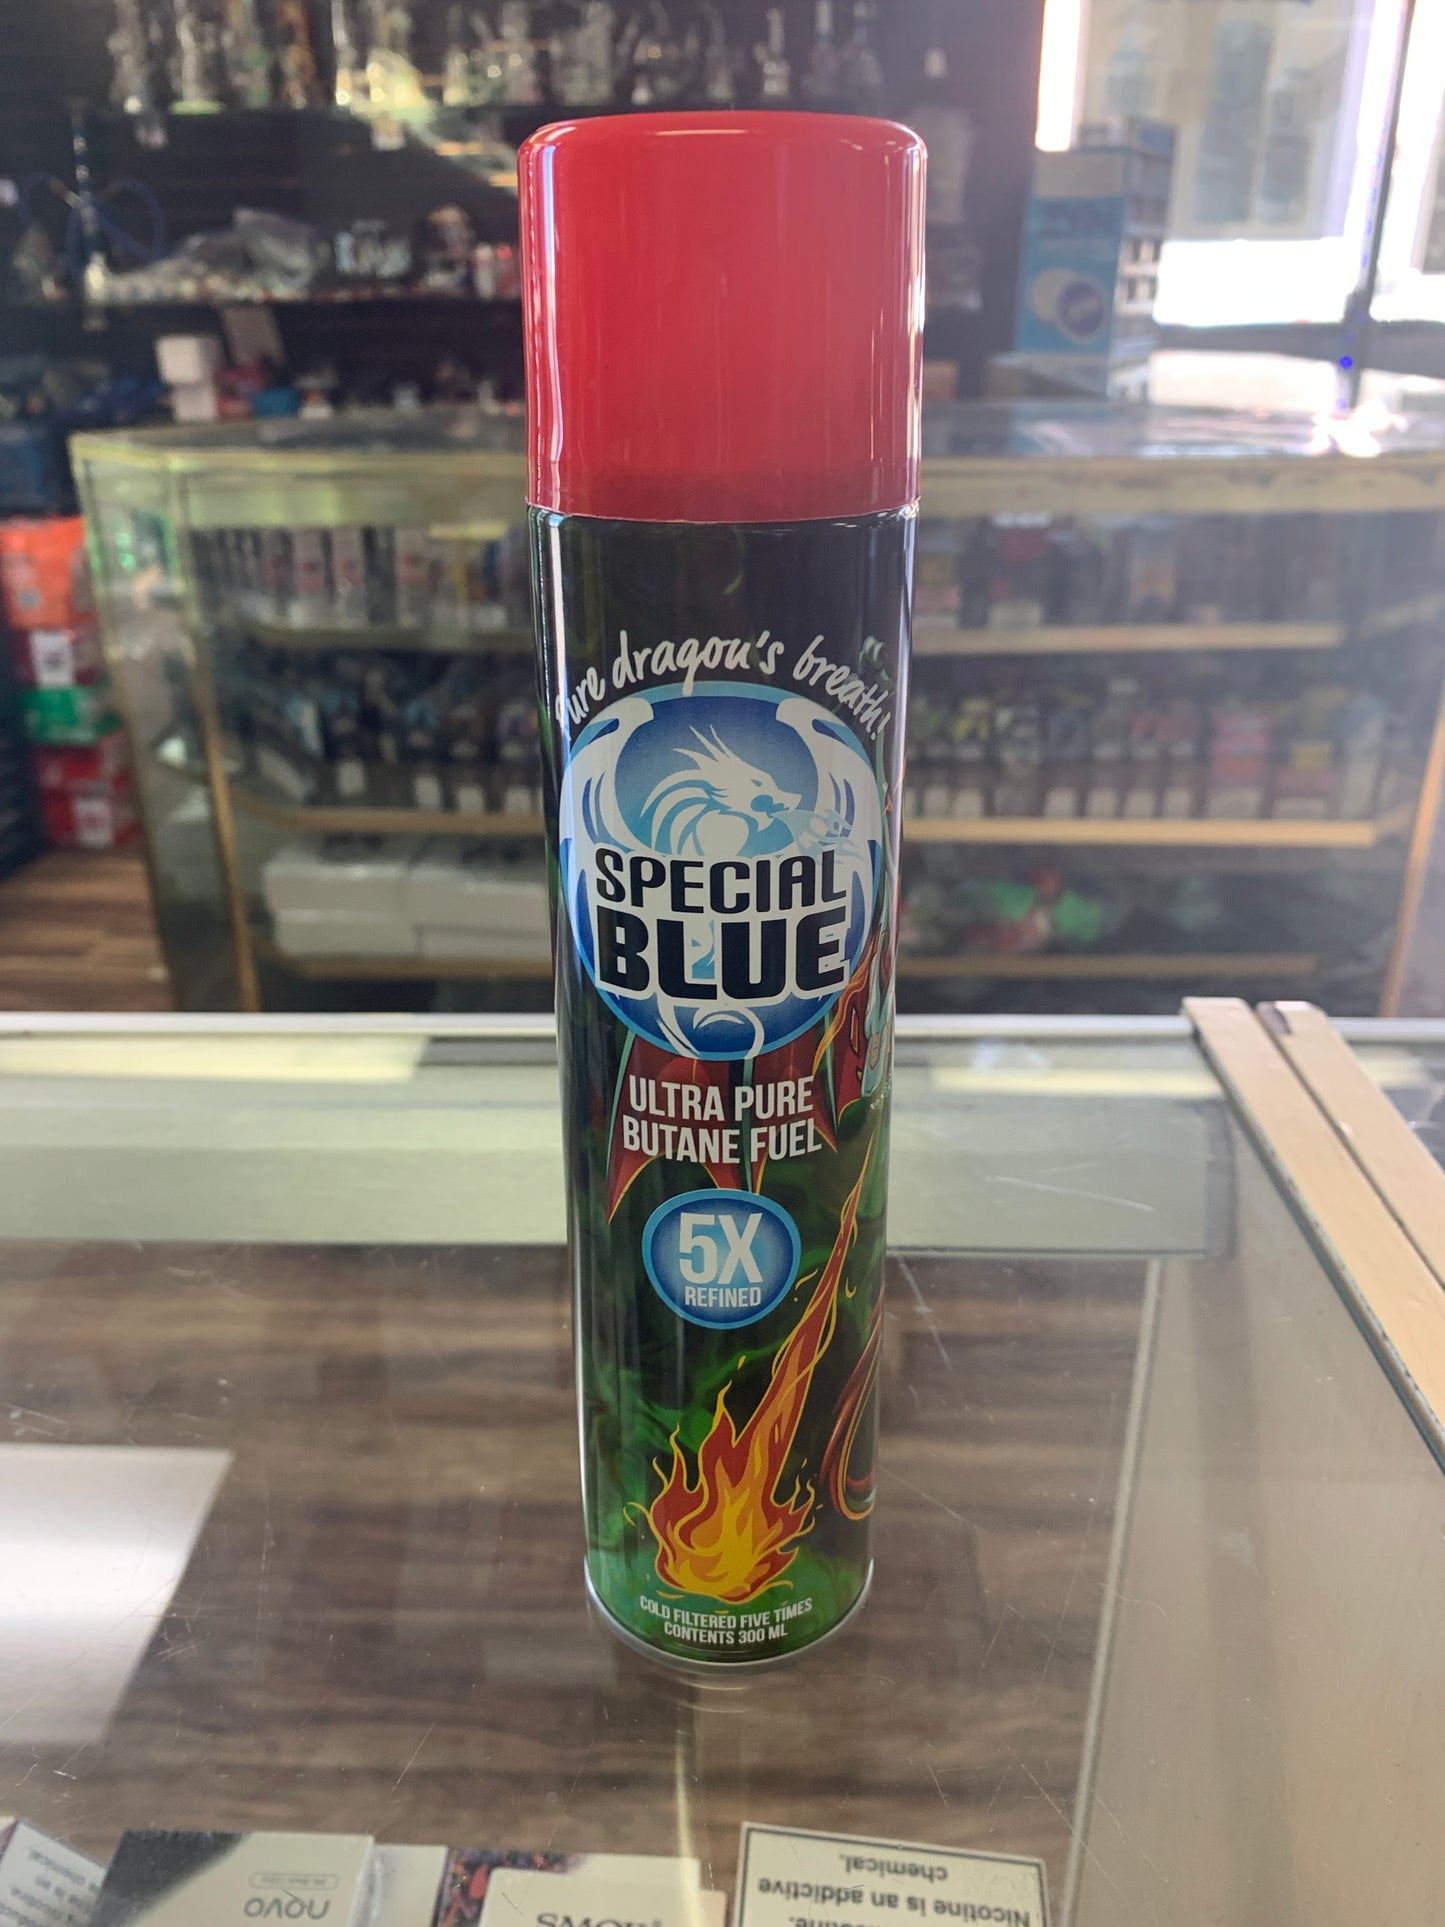 Pure dragon's breath!
SPECIAL
BLUE
ULTRA PURE
BUTANE FUEL
5X
REFINED
COLD FILTERED FIVE TIMES
CONTENTS 300 ML
novo
SMOK
Nicotine is an addictive
chemical.